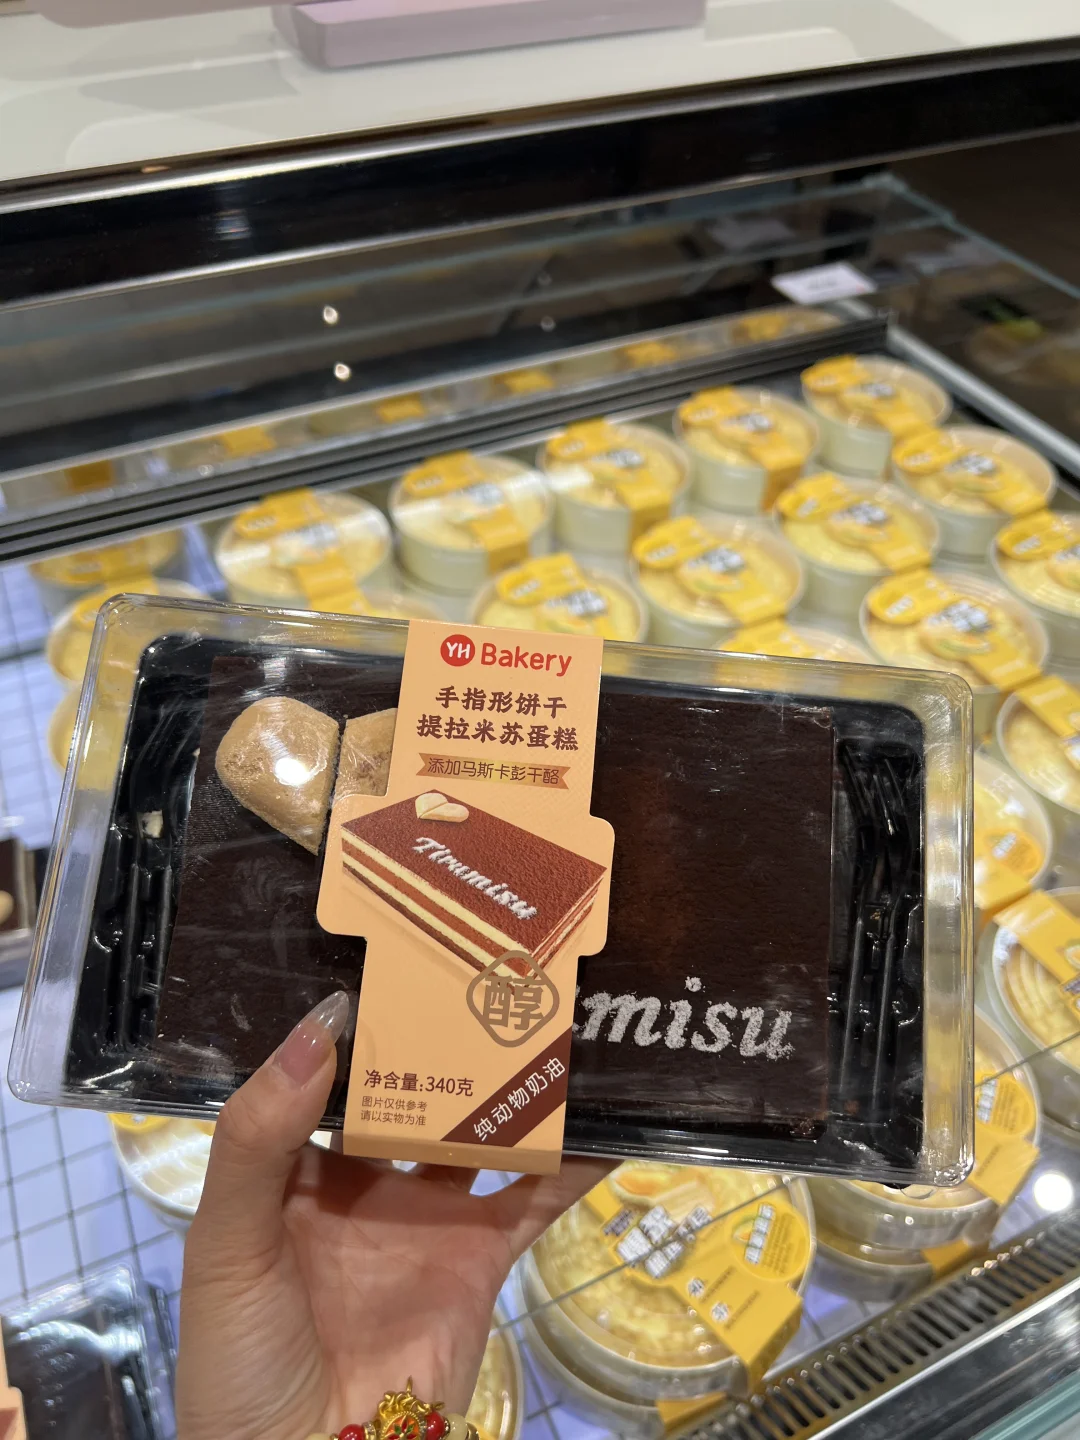 YH Bakery
手指形饼干
提拉米苏蛋糕
添加马斯卡彭干酪
Tiramisu
醇
misu
净含量:340克
图片仅供参考
请以实物为准
纯动物奶油